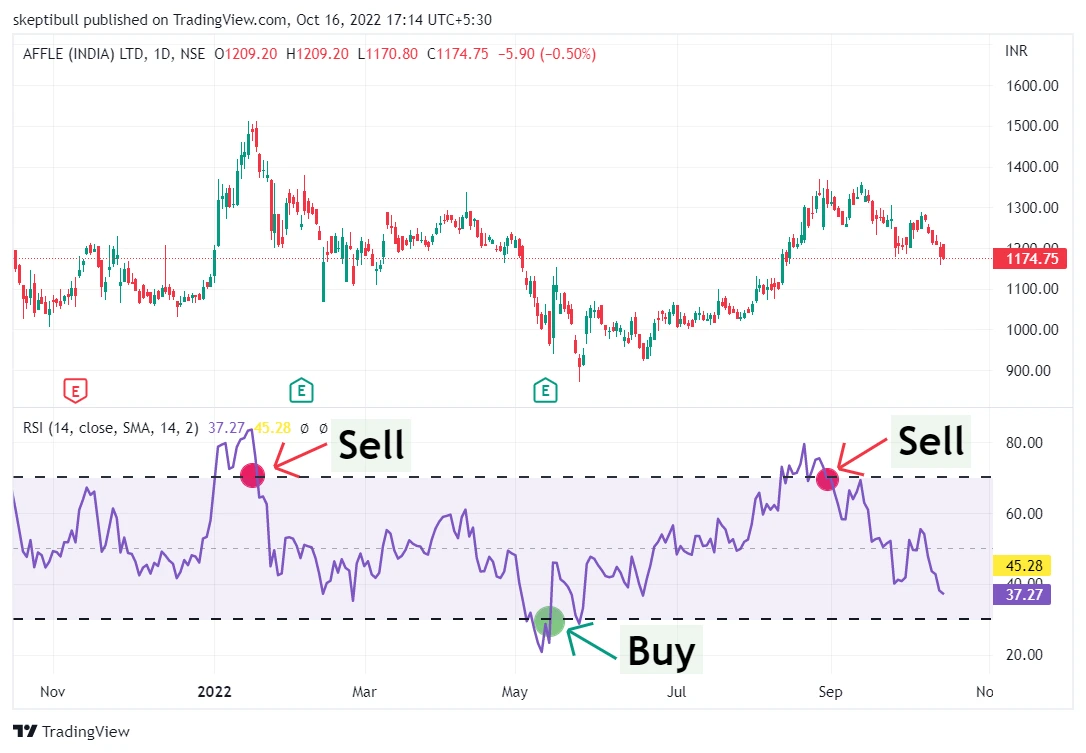 skeptibull published on TradingView.com, Oct 16, 2022 17:14 UTC+5:30
AFFLE (INDIA) LTD, 1D, NSE O1209.20 H1209.20 L1170.80 C1174.75 −5.90 (−0.50%)
INR
1600.00
1500.00
1400.00
1300.00
1200.00
1174.75
1100.00
1000.00
900.00
E
E
E
RSI (14, close, SMA, 14, 2) 37.27 45.28 ø ø
Sell
Sell
80.00
60.00
45.28
40.00
37.27
Buy
20.00
Nov 2022 Mar May Jul Sep No
TradingView